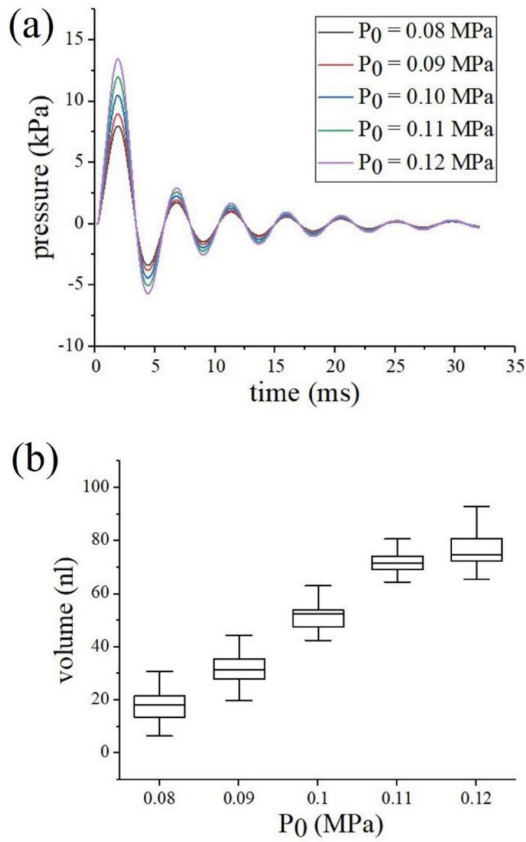 (a)
15
10
5
0
-5
-10
pressure (kPa)
P0 = 0.08 MPa
P0 = 0.09 MPa
P0 = 0.10 MPa
P0 = 0.11 MPa
P0 = 0.12 MPa
0 5 10 15 20 25 30 35
time (ms)
(b)
100
80
60
40
20
0
volume (nl)
0.08 0.09 0.1 0.11 0.12
P0 (MPa)